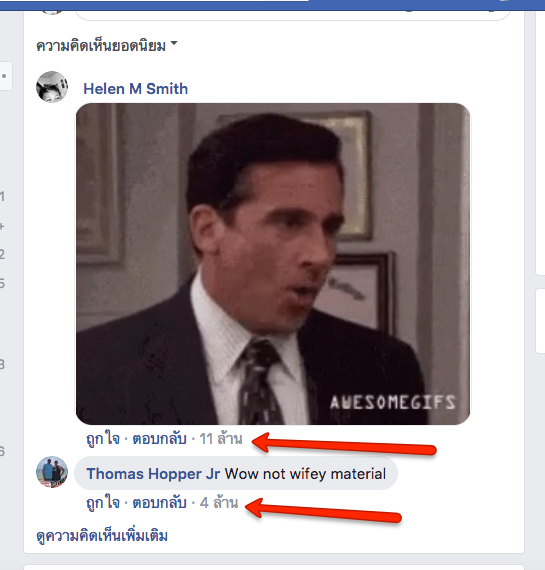 ความคิดเห็นยอดนิยม
Helen M Smith
AWESOMEGIFS
ถูกใจ · ตอบกลับ · 11 ล้าน
Thomas Hopper Jr Wow not wifey material
ถูกใจ · ตอบกลับ · 4 ล้าน
ดูความคิดเห็นเพิ่มเติม